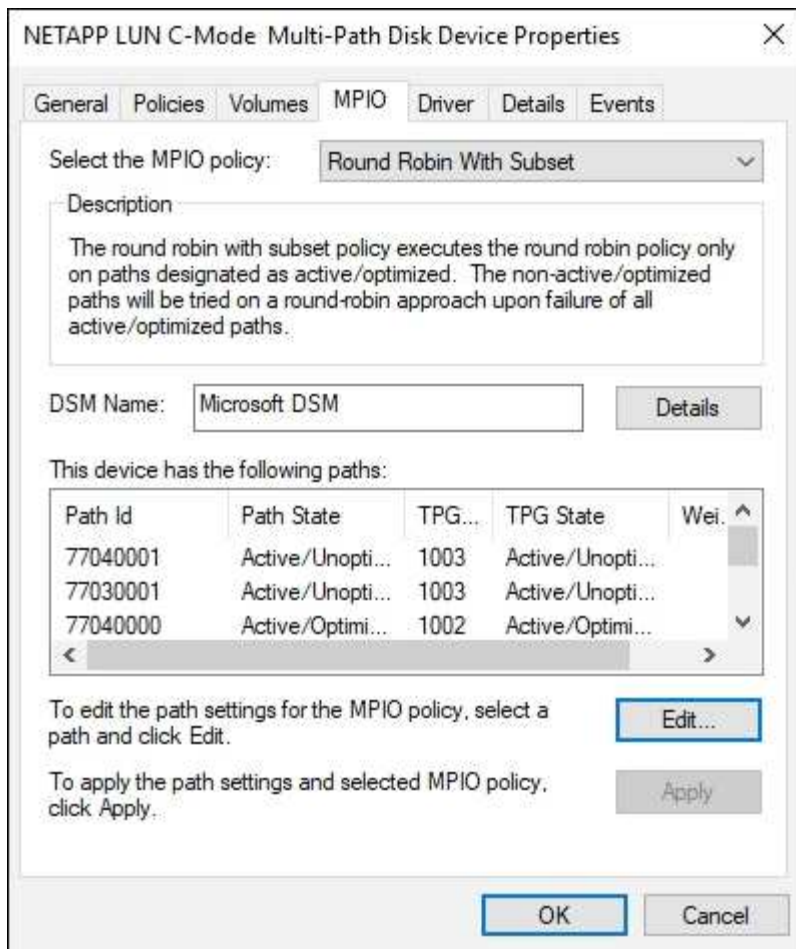 NETAPP LUN C-Mode  Multi-Path Disk Device Properties
General Policies Volumes MPIO Driver Details Events
Select the MPIO policy: Round Robin With Subset
Description
The round robin with subset policy executes the round robin policy only
on paths designated as active/optimized.  The non-active/optimized
paths will be tried on a round-robin approach upon failure of all
active/optimized paths.
DSM Name: Microsoft DSM Details
This device has the following paths:
Path Id Path State TPG... TPG State Wei.
77040001 Active/Unopti... 1003 Active/Unopti...
77030001 Active/Unopti... 1003 Active/Unopti...
77040000 Active/Optimi... 1002 Active/Optimi...
To edit the path settings for the MPIO policy, select a
path and click Edit.
Edit...
To apply the path settings and selected MPIO policy,
click Apply.
Apply
OK Cancel